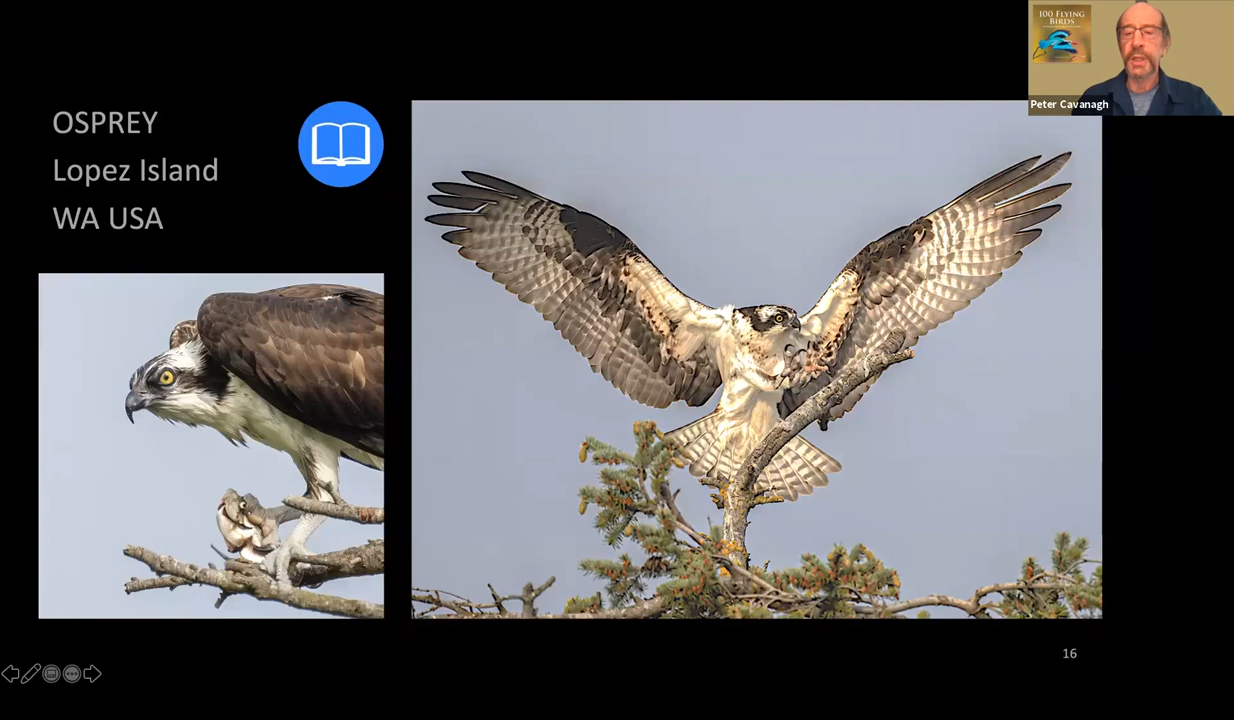 OSPREY
Lopez Island
WA USA
100 FLYING
BIRDS
Peter Cavanagh
16